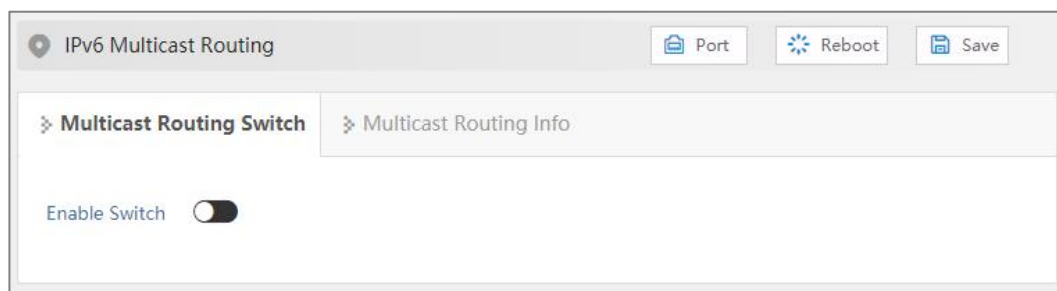 IPv6 Multicast Routing Port Reboot Save
Multicast Routing Switch Multicast Routing Info
Enable Switch